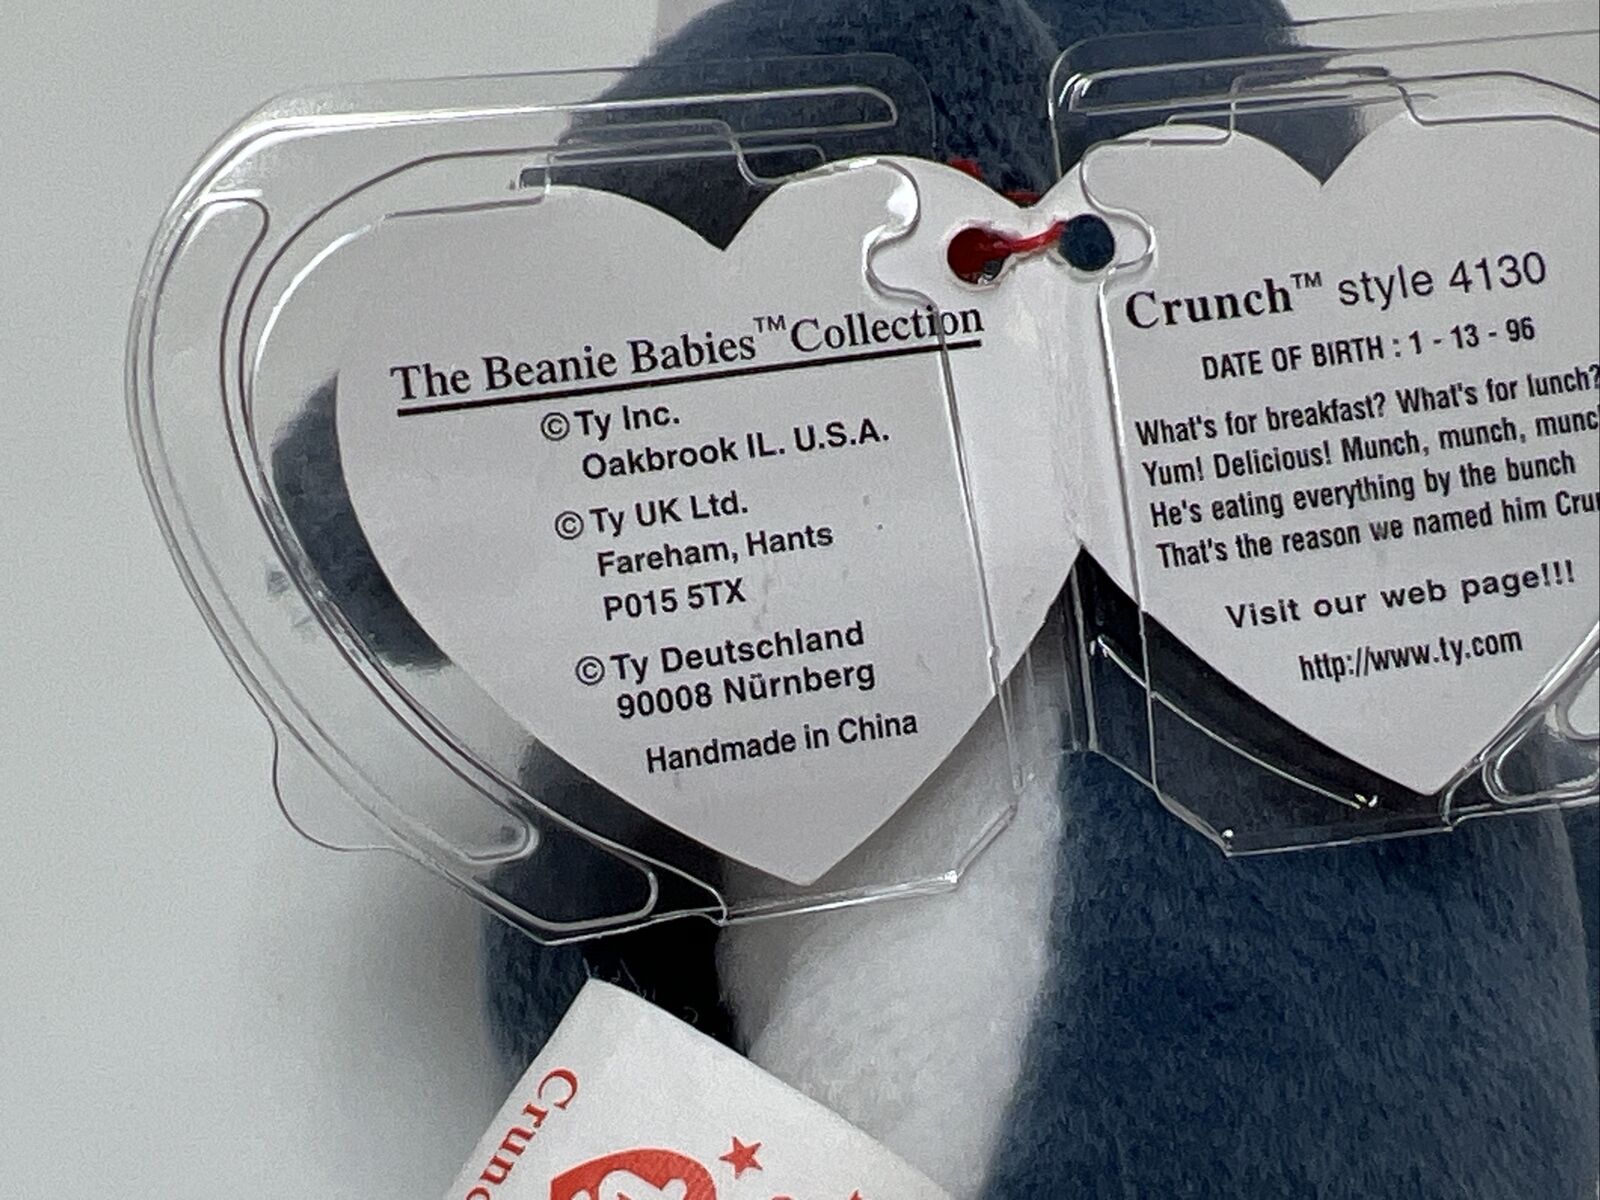 The Beanie Babies™ Collection
©Ty Inc.
Oakbrook IL. U.S.A.
©Ty UK Ltd.
Fareham, Hants
P015 5TX
©Ty Deutschland
90008 Nürnberg
Handmade in China
Crunch™ style 4130
DATE OF BIRTH : 1 - 13 - 96
What's for breakfast? What's for lunch?
Yum! Delicious! Munch, munch, munc
He's eating everything by the bunch
That's the reason we named him Cru
Visit our web page!!!
http://www.ty.com
Crunc